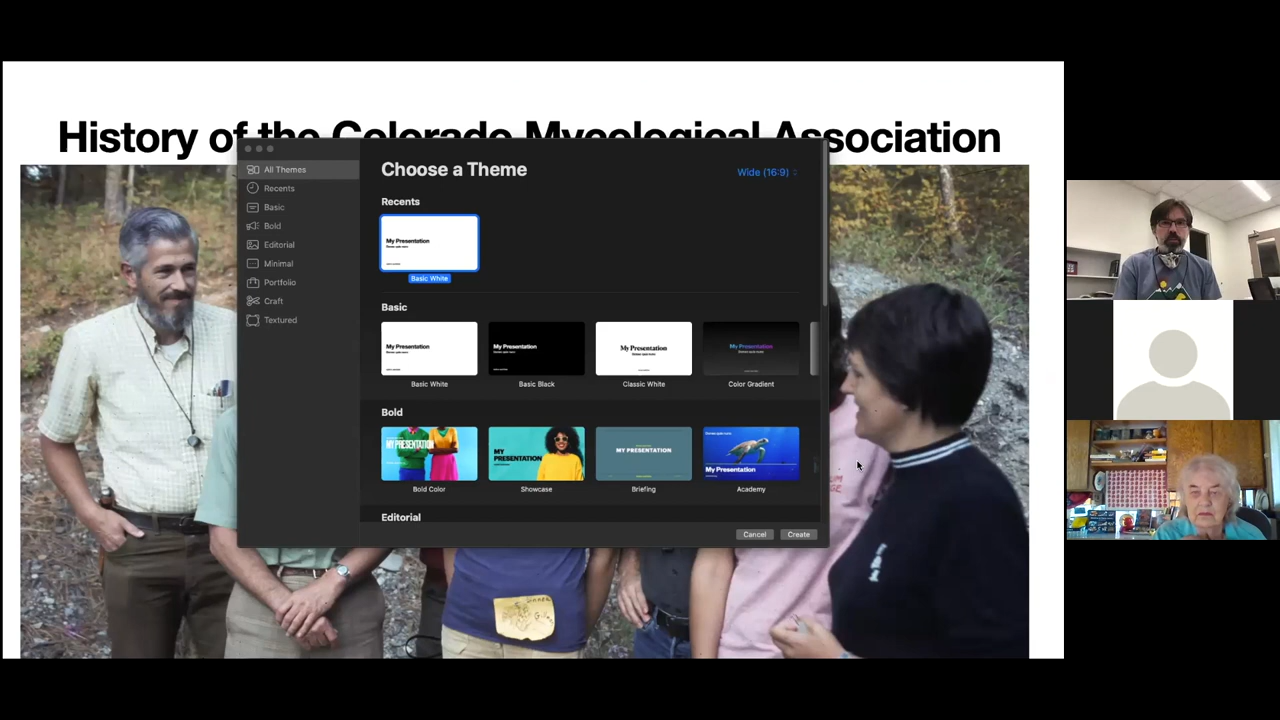 History of the Colorado Mycological Association
Choose a Theme
Wide (16:9)
All Themes
Recents
Basic
Bold
Editorial
Minimal
Portfolio
Craft
Textured
Recents
My Presentation
Basic White
Basic
My Presentation
My Presentation
My Presentation
My Presentation
Basic White
Basic Black
Classic White
Color Gradient
Bold
MY PRESENTATION
MY
PRESENTATION
MY PRESENTATION
My Presentation
Bold Color
Showcase
Briefing
Academy
Editorial
Cancel
Create